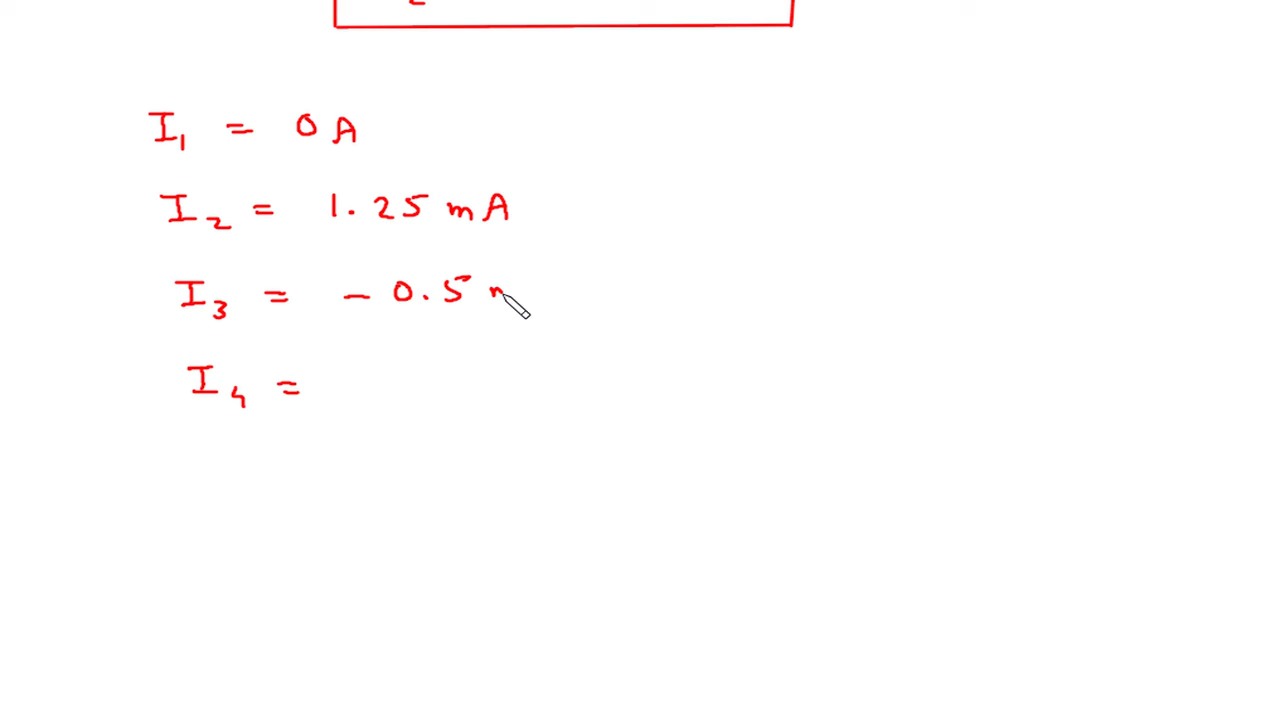 I₁ = 0 A
I₂ = 1.25 mA
I₃ = - 0.5
I₄ =